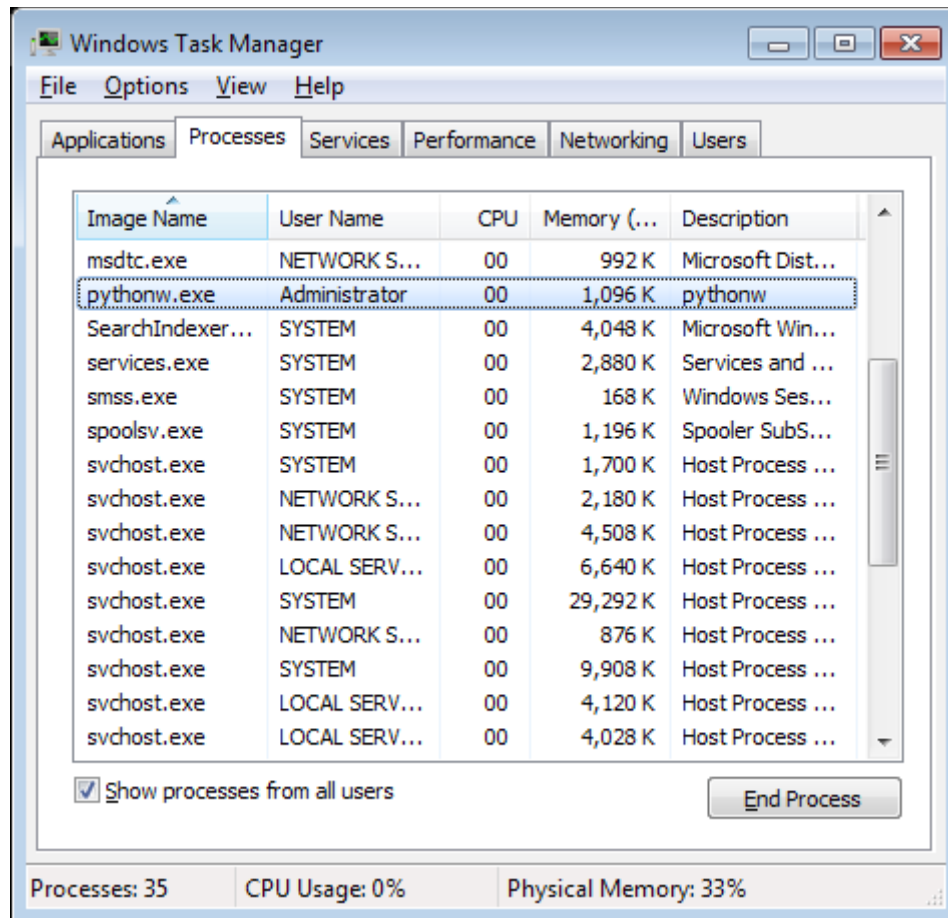 Windows Task Manager
File Options View Help
Applications Processes Services Performance Networking Users
Image Name User Name CPU Memory (... Description
msdtc.exe NETWORK S... 00 992 K Microsoft Dist...
pythonw.exe Administrator 00 1,096 K pythonw
SearchIndexer... SYSTEM 00 4,048 K Microsoft Win...
services.exe SYSTEM 00 2,880 K Services and ...
smss.exe SYSTEM 00 168 K Windows Ses...
spoolsv.exe SYSTEM 00 1,196 K Spooler SubS...
svchost.exe SYSTEM 00 1,700 K Host Process ...
svchost.exe NETWORK S... 00 2,180 K Host Process ...
svchost.exe NETWORK S... 00 4,508 K Host Process ...
svchost.exe LOCAL SERV... 00 6,640 K Host Process ...
svchost.exe SYSTEM 00 29,292 K Host Process ...
svchost.exe NETWORK S... 00 876 K Host Process ...
svchost.exe SYSTEM 00 9,908 K Host Process ...
svchost.exe LOCAL SERV... 00 4,120 K Host Process ...
svchost.exe LOCAL SERV... 00 4,028 K Host Process ...
Show processes from all users End Process
Processes: 35 CPU Usage: 0% Physical Memory: 33%